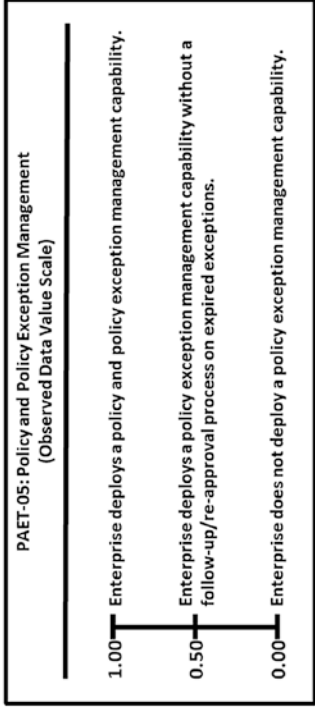 PAET-05: Policy and Policy Exception Management
(Observed Data Value Scale)
1.00 Enterprise deploys a policy and policy exception management capability.
0.50 Enterprise deploys a policy exception management capability without a
follow-up/re-approval process on expired exceptions.
0.00 Enterprise does not deploy a policy exception management capability.